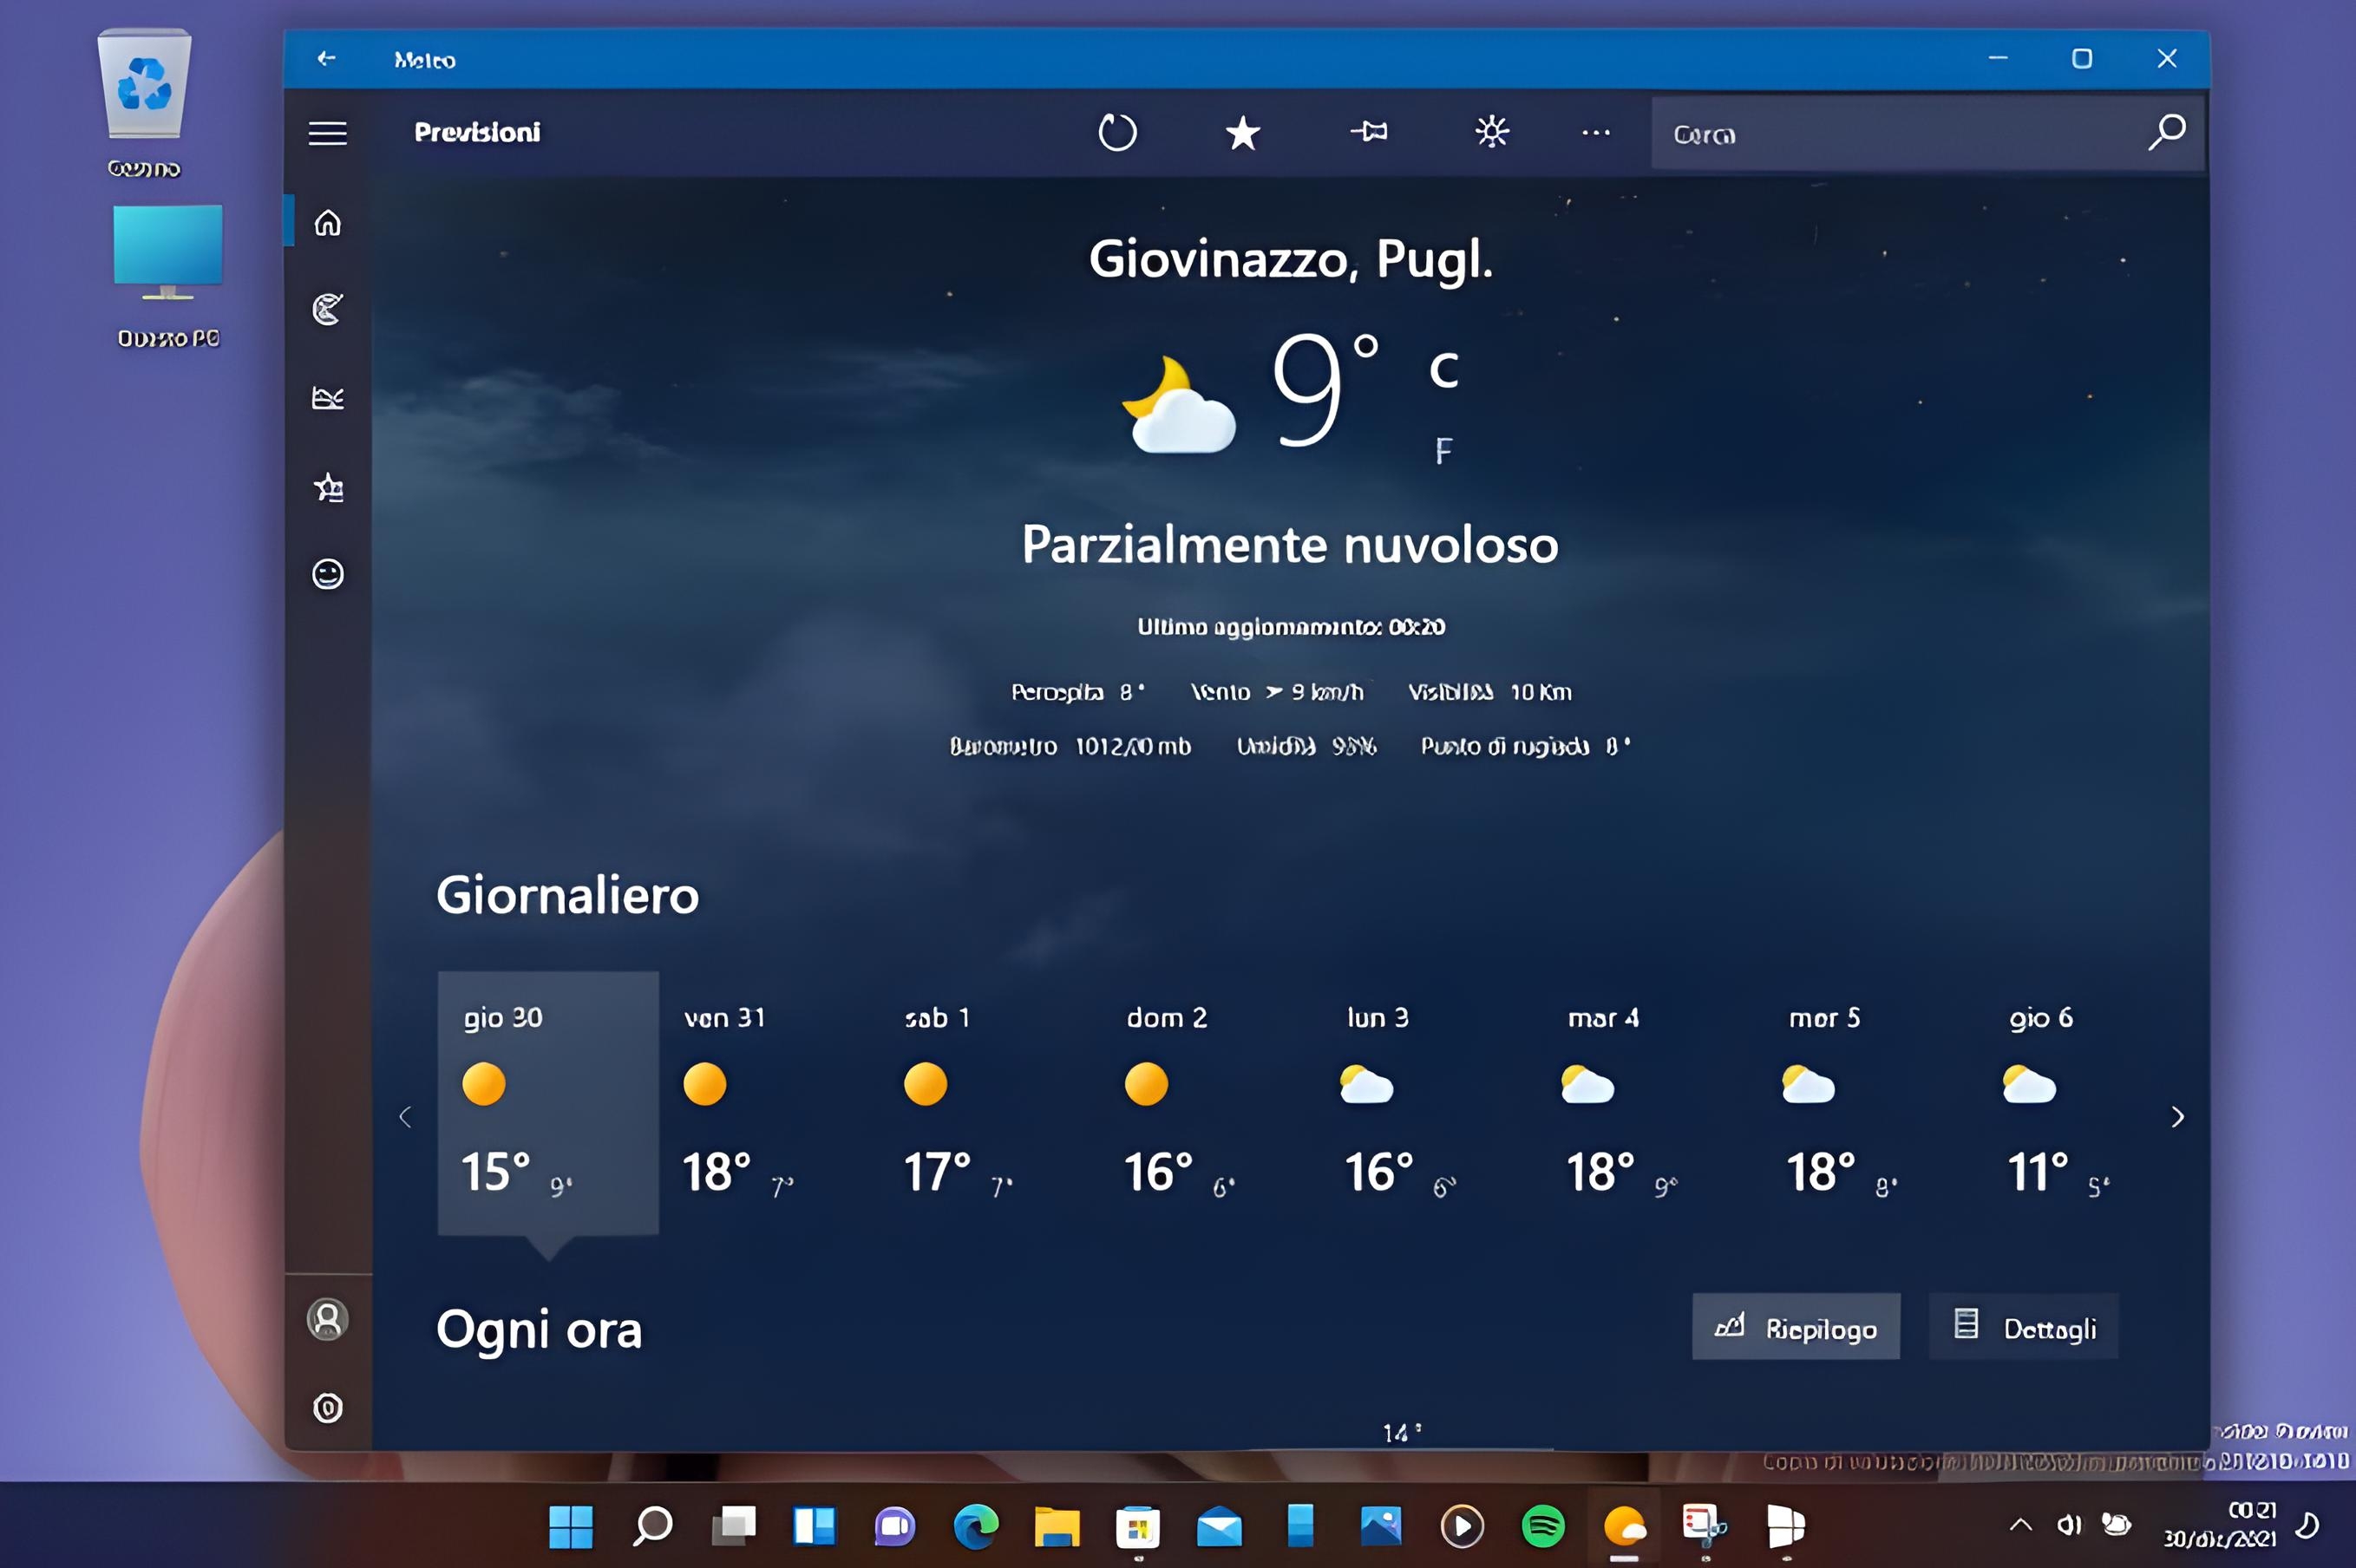 Meteo
Previsioni
Cerca
Cestino
Questo PC
Giovinazzo, Pugl.
9° C
F
Parzialmente nuvoloso
Ultimo aggiornamento: 00:20
Percepita 8° Vento 9 km/h Visibilità 10 Km
Barometro 1012,00 mb Umidità Punto di rugiada 8°
Giornaliero
gio 30 ven 31 sab 1 dom 2 lun 3 mar 4 mer 5 gio 6
15° 9° 18° 7° 17° 7° 16° 6° 16° 6° 18° 9° 18° 8° 11° 5°
Ogni ora
Riepilogo Dettagli
14°
Copia di valutazione
00:21
30/12/2021